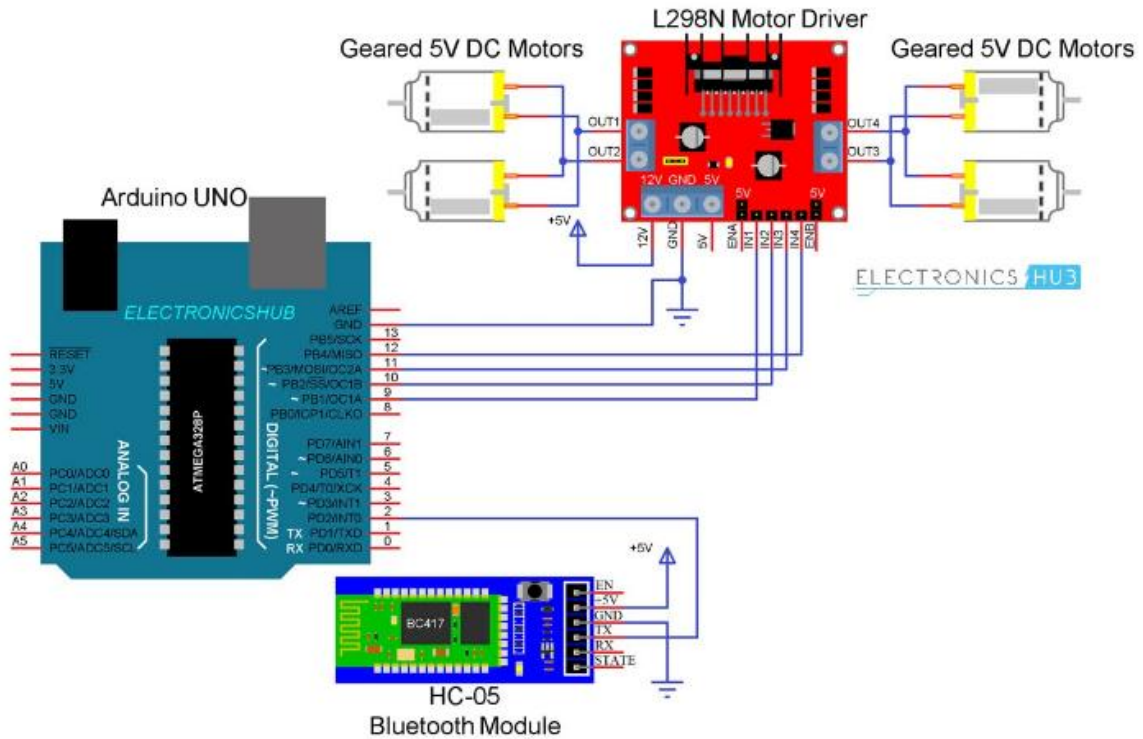 L298N Motor Driver
Geared 5V DC Motors
Geared 5V DC Motors
OUT1
OUT2
OUT4
OUT3
12V GND 5V
5V
5V
+5V
12V
GND
5V
ENA
IN1
IN2
IN3
IN4
ENB
ELECTRONICS HUB
Arduino UNO
ELECTRONICSHUB
ATMEGA328P
ANALOG IN
DIGITAL (~PWM)
RESET
3.3V
5V
GND
GND
VIN
A0 PC0/ADC0
A1 PC1/ADC1
A2 PC2/ADC2
A3 PC3/ADC3
A4 PC4/ADC4/SDA
A5 PC5/ADC5/SCL
AREF
GND
PB5/SCK 13
PB4/MISO 12
~PB3/MOSI/OC2A 11
~ PB2/SS/OC1B 10
~ PB1/OC1A 9
PB0/ICP1/CLKO 8
PD7/AIN1 7
~PD6/AIN0 6
~ PD5/T1 5
PD4/T0/XCK 4
~PD3/INT1 3
PD2/INT0 2
TX PD1/TXD 1
RX PD0/RXD 0
+5V
BC417
EN
+5V
GND
TX
RX
STATE
HC-05
Bluetooth Module